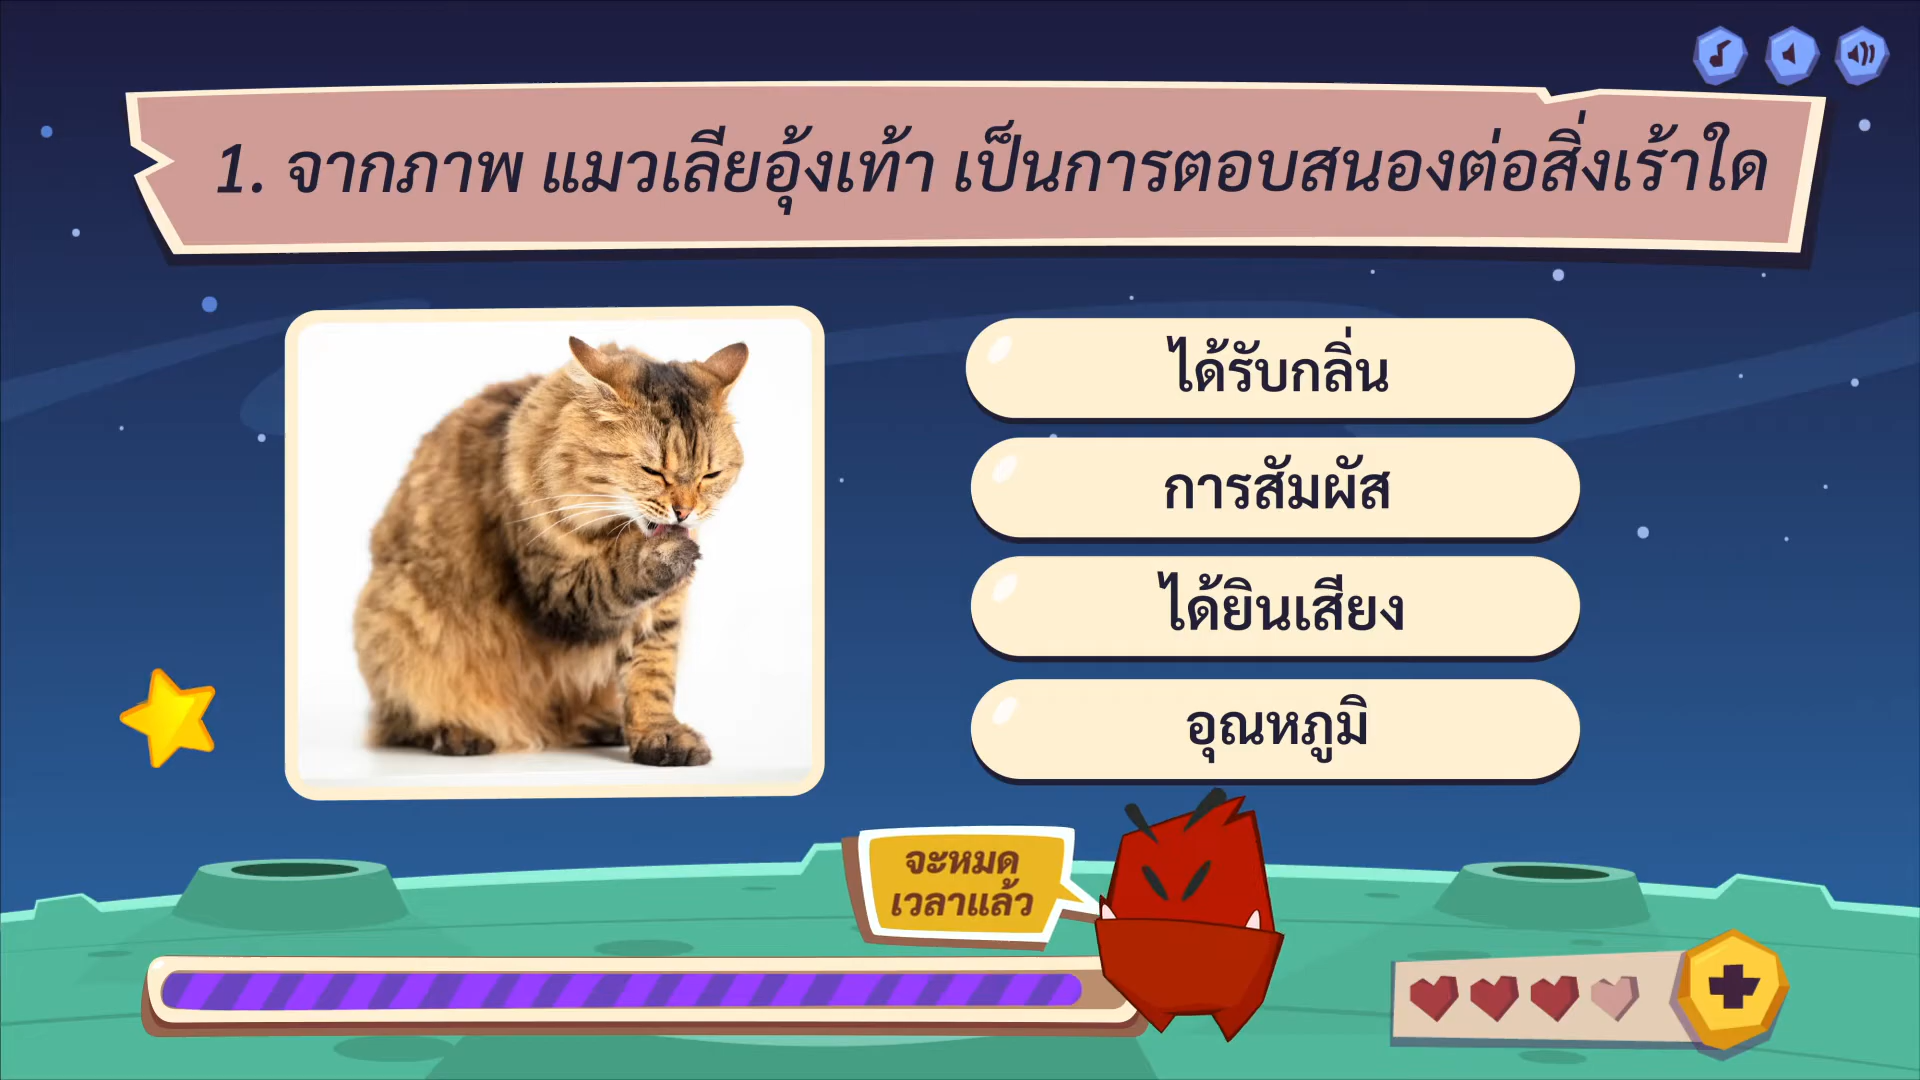 1. จากภาพ แมวเลียอุ้งเท้า เป็นการตอบสนองต่อสิ่งเร้าใด
ได้รับกลิ่น
การสัมผัส
ได้ยินเสียง
อุณหภูมิ
จะหมด
เวลาแล้ว